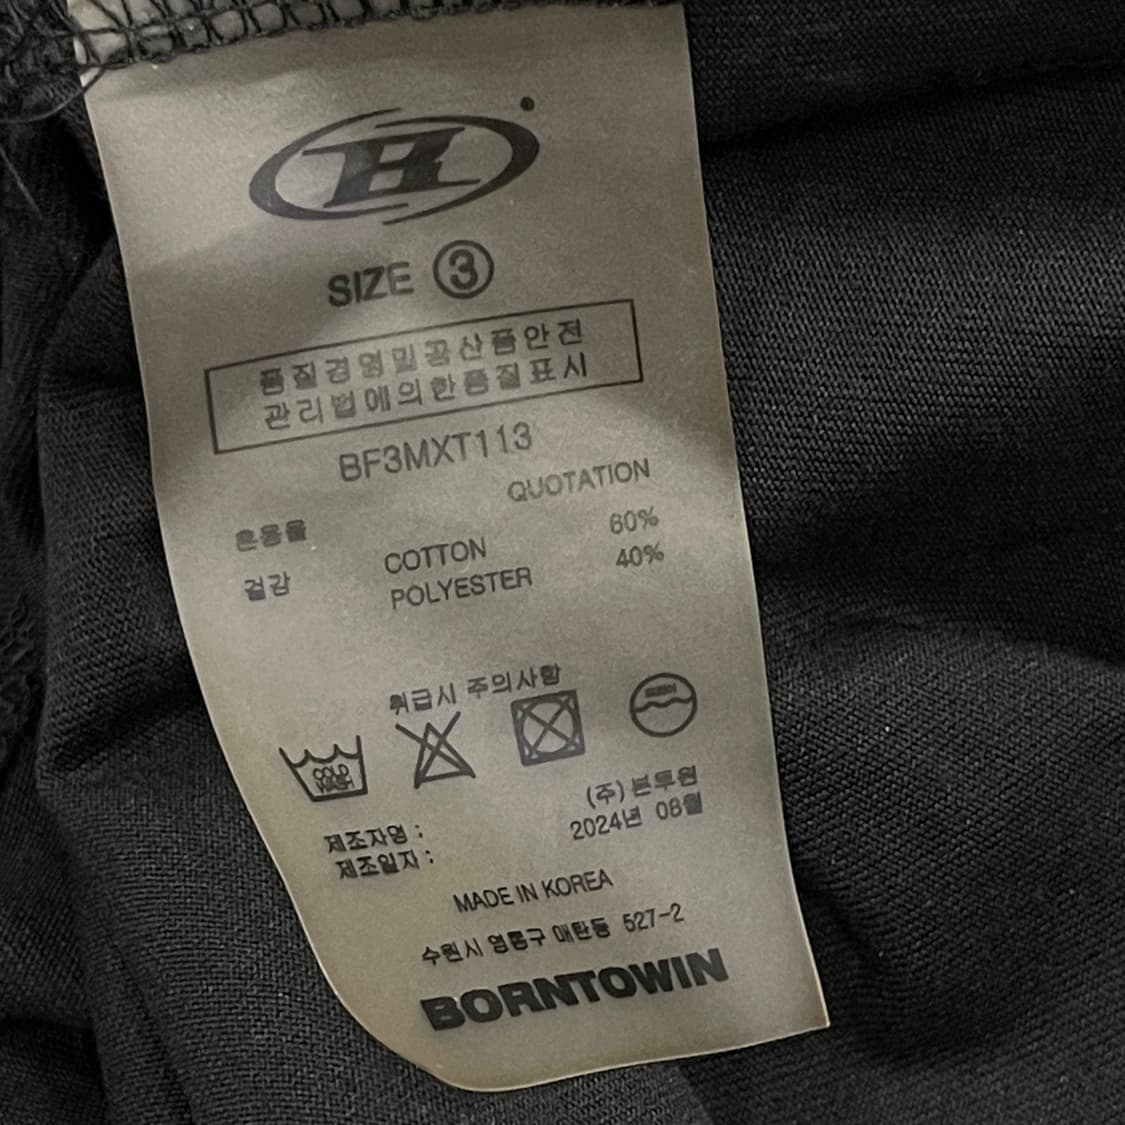 B
SIZE ③
품질경영및공산품안전
관리법에의한품질표시
BF3MXT113
QUOTATION
혼용율
COTTON 60%
겉감 POLYESTER 40%
취급시 주의사항
COLD
WASH
(주)본투윈
제조자명 :
2024년 08월
제조일자 :
MADE IN KOREA
수원시 영통구 매탄동 527-2
BORNTOWIN